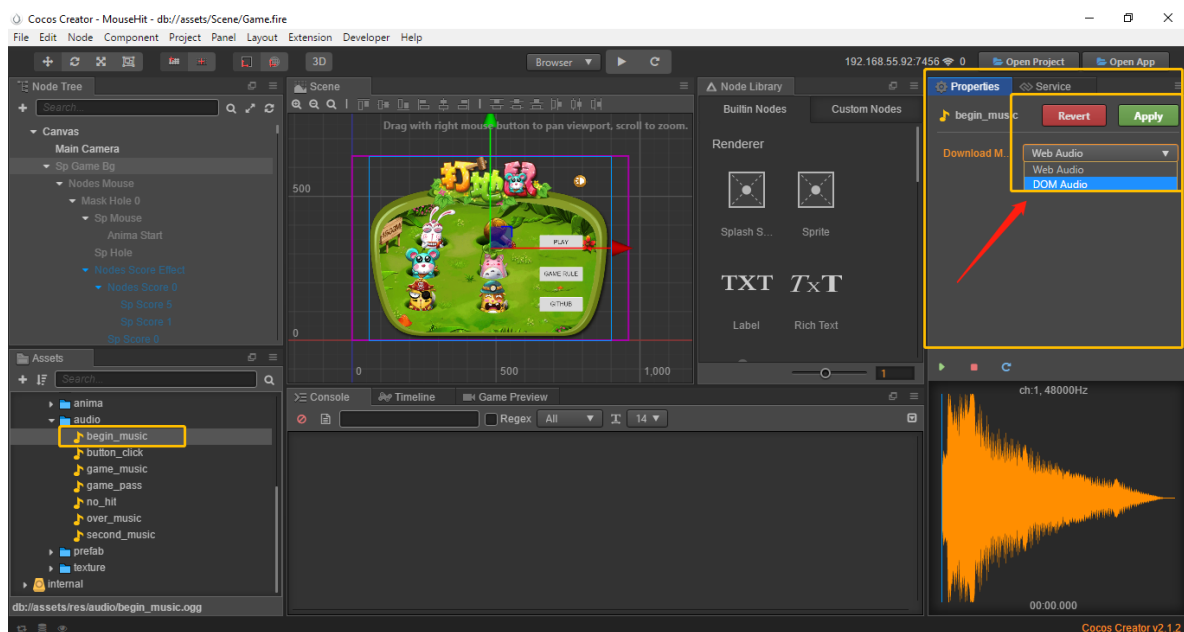 Cocos Creator - MouseHit - db://assets/Scene/Game.fire
File Edit Node Component Project Panel Layout Extension Developer Help
3D
Browser
192.168.55.92:7456 0
Open Project
Open App
Node Tree
Search...
Canvas
Main Camera
Sp Game Bg
Nodes Mouse
Mask Hole 0
Sp Mouse
Anima Start
Sp Hole
Nodes Score Effect
Nodes Score 0
Sp Score 5
Sp Score 1
Sp Score 0
Scene
Drag with right mouse button to pan viewport, scroll to zoom.
500
0
0
500
1,000
打地鼠
PLAY
GAME RULE
GITHUB
Node Library
Builtin Nodes
Custom Nodes
Renderer
Splash S...
Sprite
TXT
TxT
Label
Rich Text
1
Properties
Service
begin_music
Revert
Apply
Download M...
Web Audio
Web Audio
DOM Audio
Assets
Search...
anima
audio
begin_music
button_click
game_music
game_pass
no_hit
over_music
second_music
prefab
texture
internal
db://assets/res/audio/begin_music.ogg
Console
Timeline
Game Preview
Regex
All
14
ch:1, 48000Hz
00:00.000
Cocos Creator v2.1.2